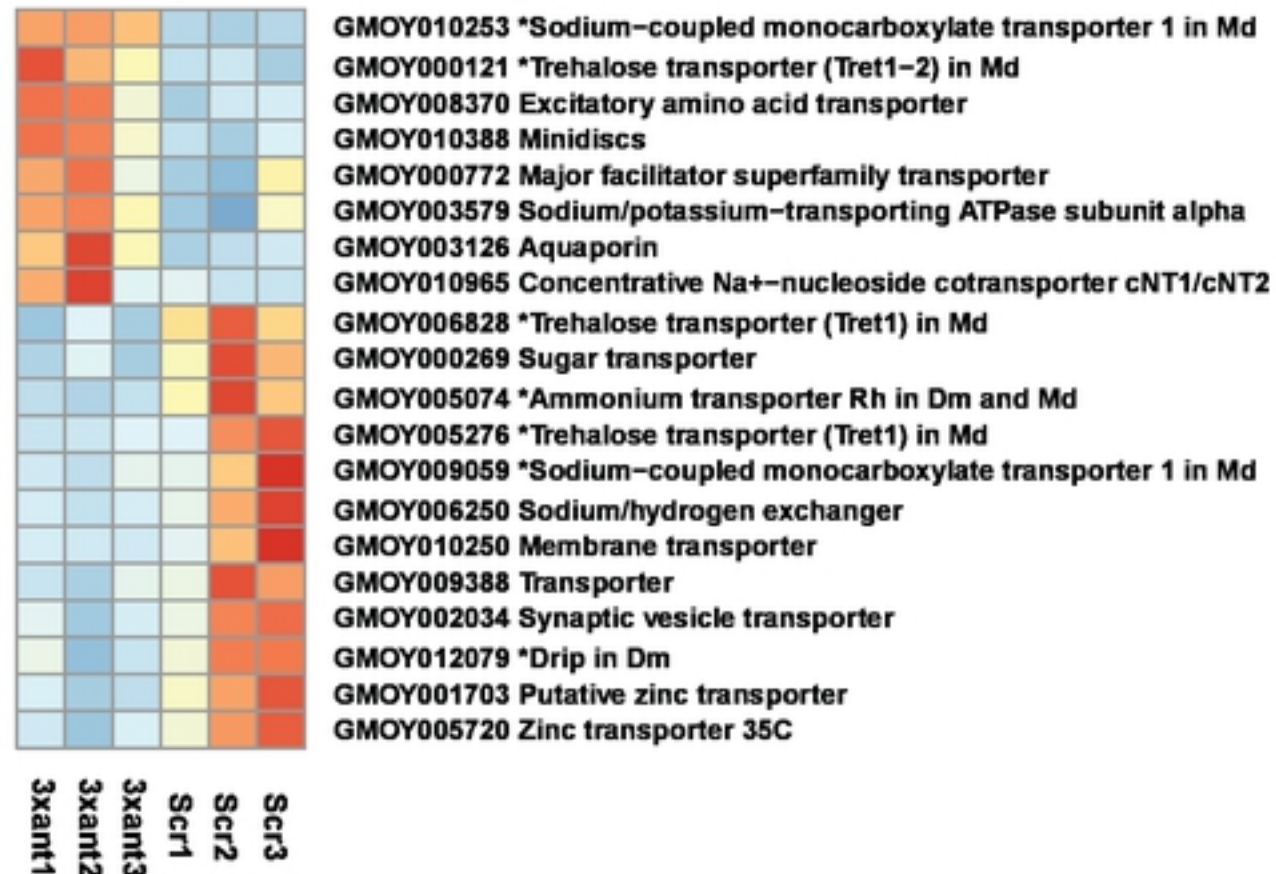 GMOY010253 *Sodium−coupled monocarboxylate transporter 1 in Md
GMOY000121 *Trehalose transporter (Tret1−2) in Md
GMOY008370 Excitatory amino acid transporter
GMOY010388 Minidiscs
GMOY000772 Major facilitator superfamily transporter
GMOY003579 Sodium/potassium−transporting ATPase subunit alpha
GMOY003126 Aquaporin
GMOY010965 Concentrative Na+−nucleoside cotransporter cNT1/cNT2
GMOY006828 *Trehalose transporter (Tret1) in Md
GMOY000269 Sugar transporter
GMOY005074 *Ammonium transporter Rh in Dm and Md
GMOY005276 *Trehalose transporter (Tret1) in Md
GMOY009059 *Sodium−coupled monocarboxylate transporter 1 in Md
GMOY006250 Sodium/hydrogen exchanger
GMOY010250 Membrane transporter
GMOY009388 Transporter
GMOY002034 Synaptic vesicle transporter
GMOY012079 *Drip in Dm
GMOY001703 Putative zinc transporter
GMOY005720 Zinc transporter 35C
3xant1
3xant2
3xant3
Scr1
Scr2
Scr3